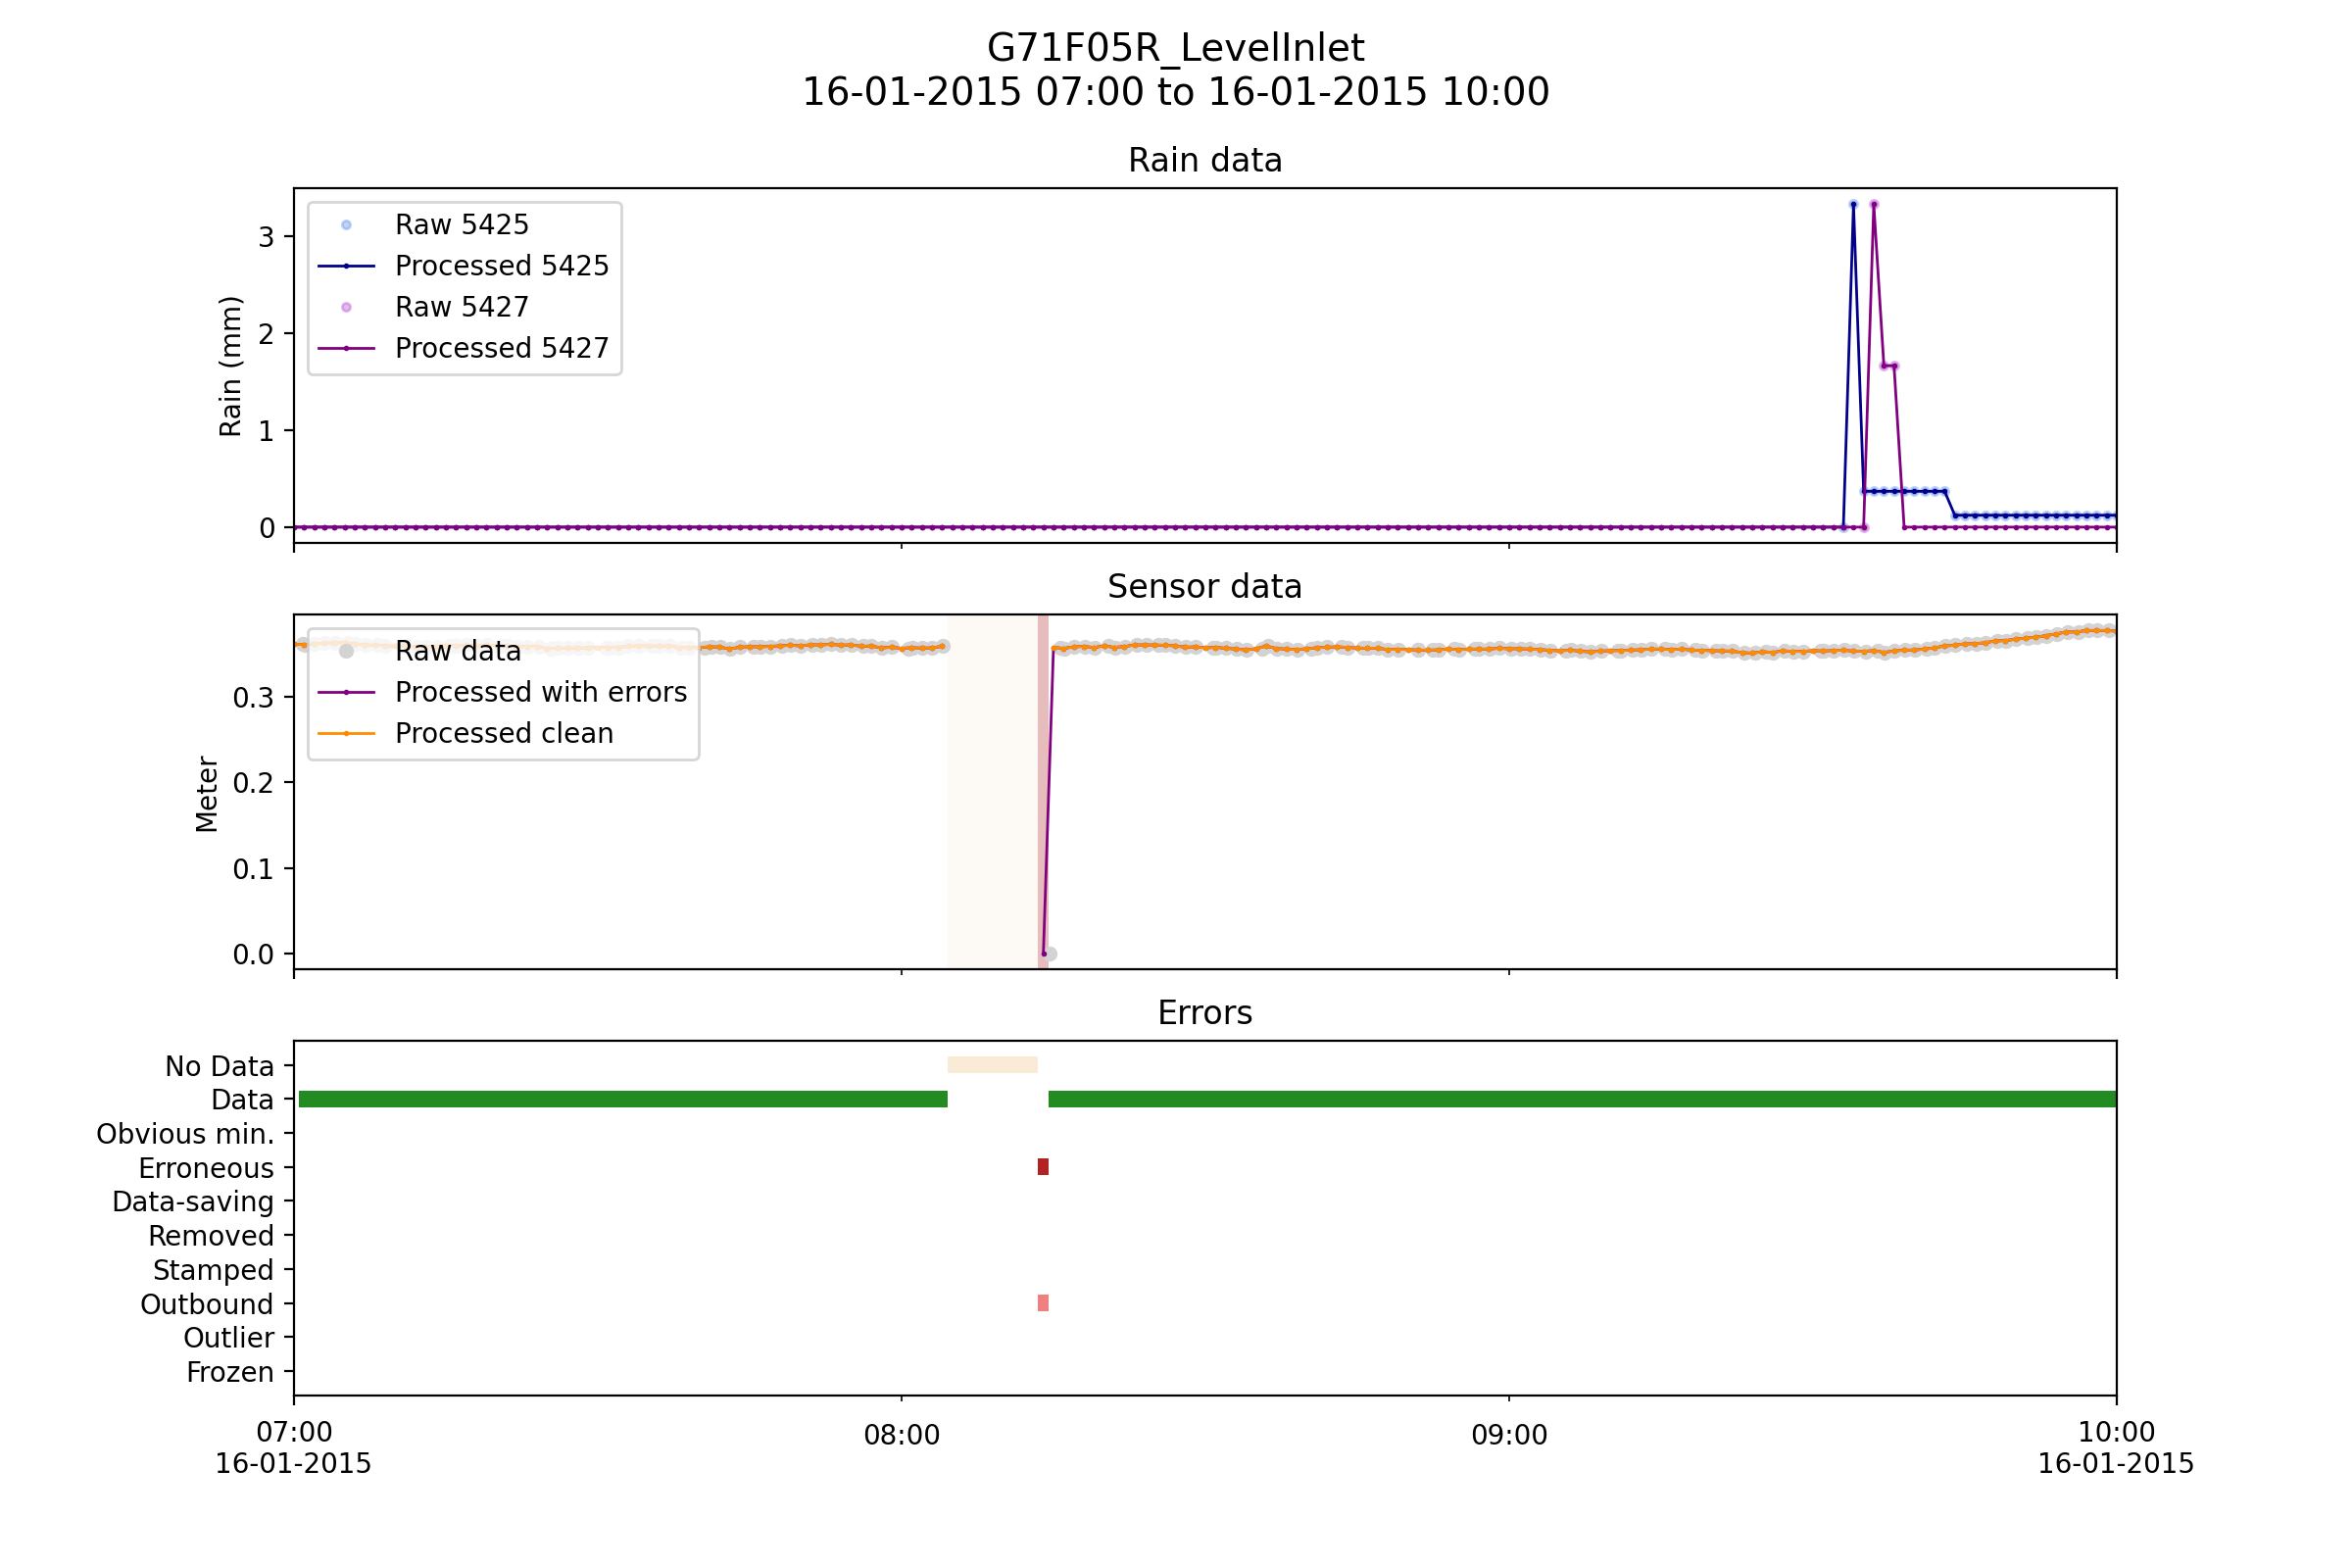 G71F05R_LevelInlet
16-01-2015 07:00 to 16-01-2015 10:00
Rain data
Raw 5425
Processed 5425
Raw 5427
Processed 5427
Rain (mm)
3
2
1
0
Sensor data
Raw data
Processed with errors
Processed clean
Meter
0.3
0.2
0.1
0.0
Errors
No Data
Data
Obvious min.
Erroneous
Data-saving
Removed
Stamped
Outbound
Outlier
Frozen
07:00 08:00 09:00 10:00
16-01-2015 16-01-2015